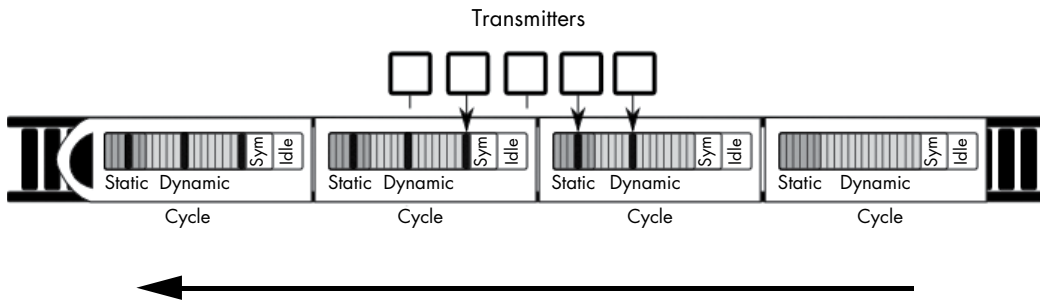 Transmitters
Sym Idle Sym Idle Sym Idle Sym Idle
Static Dynamic Static Dynamic Static Dynamic Static Dynamic
Cycle Cycle Cycle Cycle